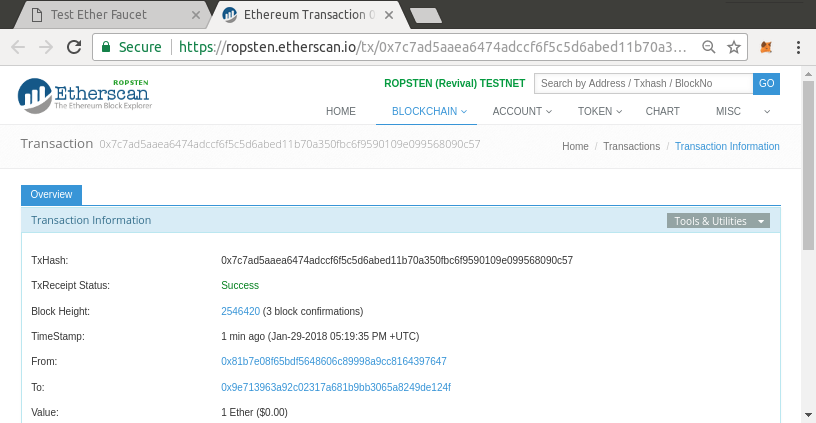 Test Ether Faucet
Ethereum Transaction 0
Secure https://ropsten.etherscan.io/tx/0x7c7ad5aaea6474adccf6f5c5d6abed11b70a3...
ROPSTEN
Etherscan
The Ethereum Block Explorer
ROPSTEN (Revival) TESTNET Search by Address / Txhash / BlockNo GO
HOME BLOCKCHAIN ACCOUNT TOKEN CHART MISC
Transaction 0x7c7ad5aaea6474adccf6f5c5d6abed11b70a350fbc6f9590109e099568090c57
Home / Transactions / Transaction Information
Overview
Transaction Information Tools & Utilities
TxHash: 0x7c7ad5aaea6474adccf6f5c5d6abed11b70a350fbc6f9590109e099568090c57
TxReceipt Status: Success
Block Height: 2546420 (3 block confirmations)
TimeStamp: 1 min ago (Jan-29-2018 05:19:35 PM +UTC)
From: 0x81b7e08f65bdf5648606c89998a9cc8164397647
To: 0x9e713963a92c02317a681b9bb3065a8249de124f
Value: 1 Ether ($0.00)